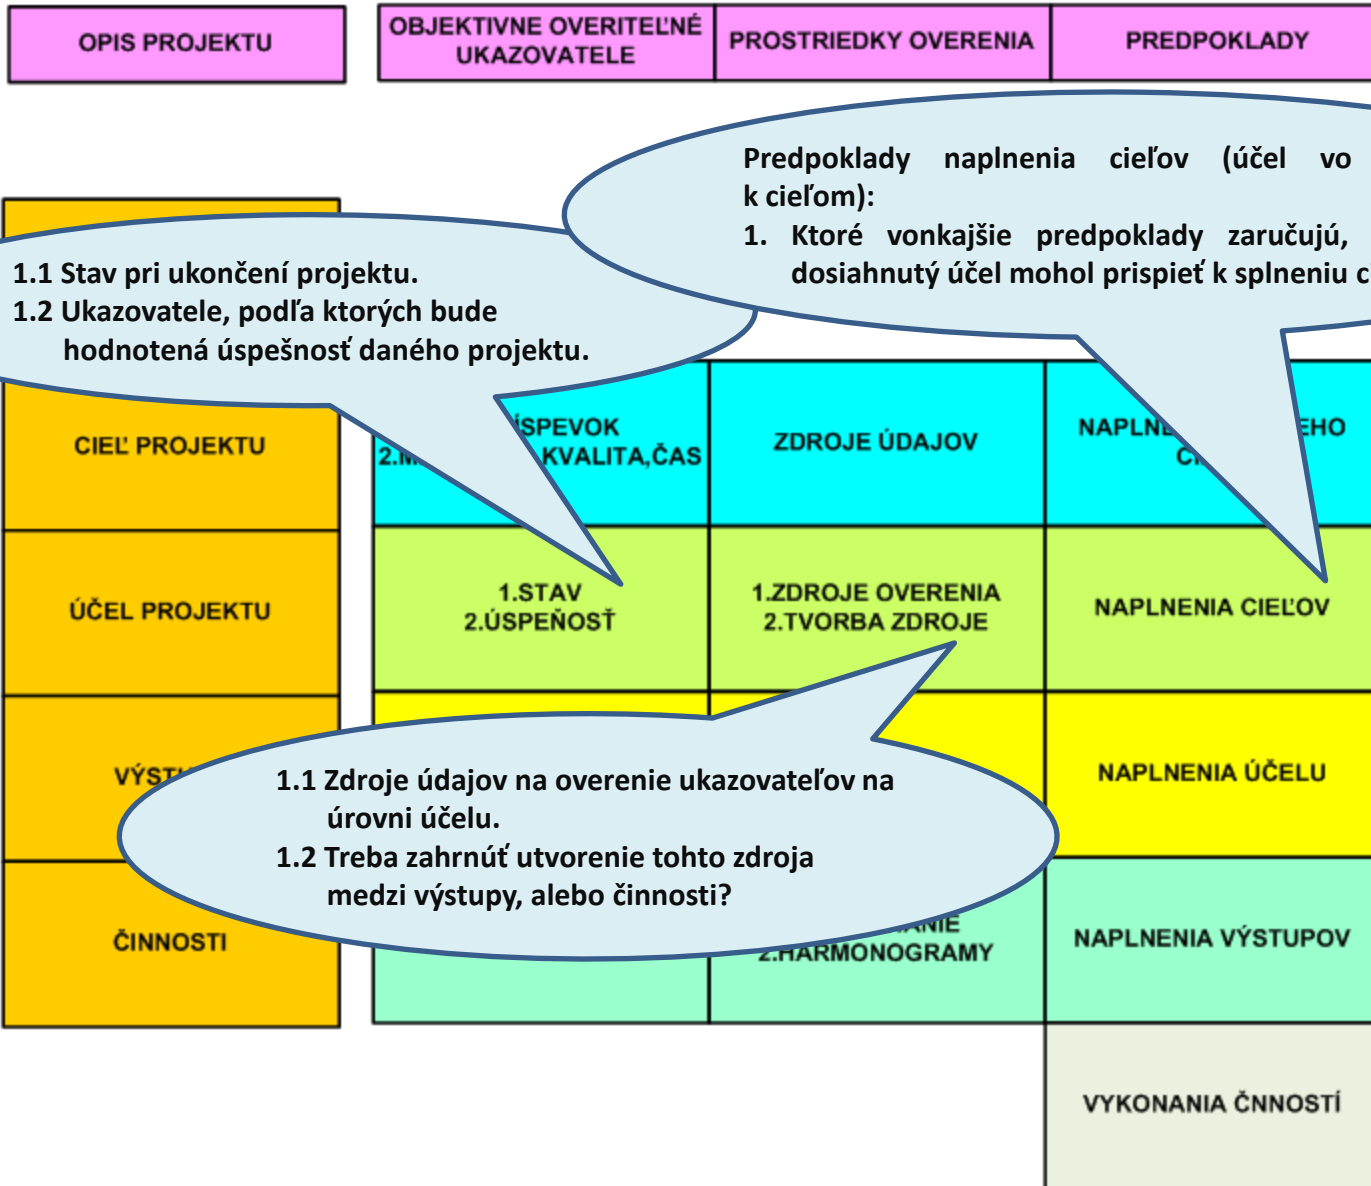 OPIS PROJEKTU
OBJEKTIVNE OVERITEĽNÉ
UKAZOVATELE
PROSTRIEDKY OVERENIA
PREDPOKLADY
Predpoklady naplnenia cieľov (účel vo
k cieľom):
1. Ktoré vonkajšie predpoklady zaručujú,
dosiahnutý účel mohol prispieť k splneniu
1.1 Stav pri ukončení projektu.
1.2 Ukazovatele, podľa ktorých bude
hodnotená úspešnosť daného projektu.
CIEĽ PROJEKTU
KVALITA,ČAS
ZDROJE ÚDAJOV
ÚČEL PROJEKTU
1.STAV
2.ÚSPEŇOSŤ
1.ZDROJE OVERENIA
2.TVORBA ZDROJE
NAPLNENIA CIEĽOV
NAPLNENIA ÚČELU
1.1 Zdroje údajov na overenie ukazovateľov na
úrovni účelu.
1.2 Treba zahrnúť utvorenie tohto zdroja
medzi výstupy, alebo činnosti?
ČINNOSTI
2.HARMONOGRAMY
NAPLNENIA VÝSTUPOV
VYKONANIA ČNNOSTÍ